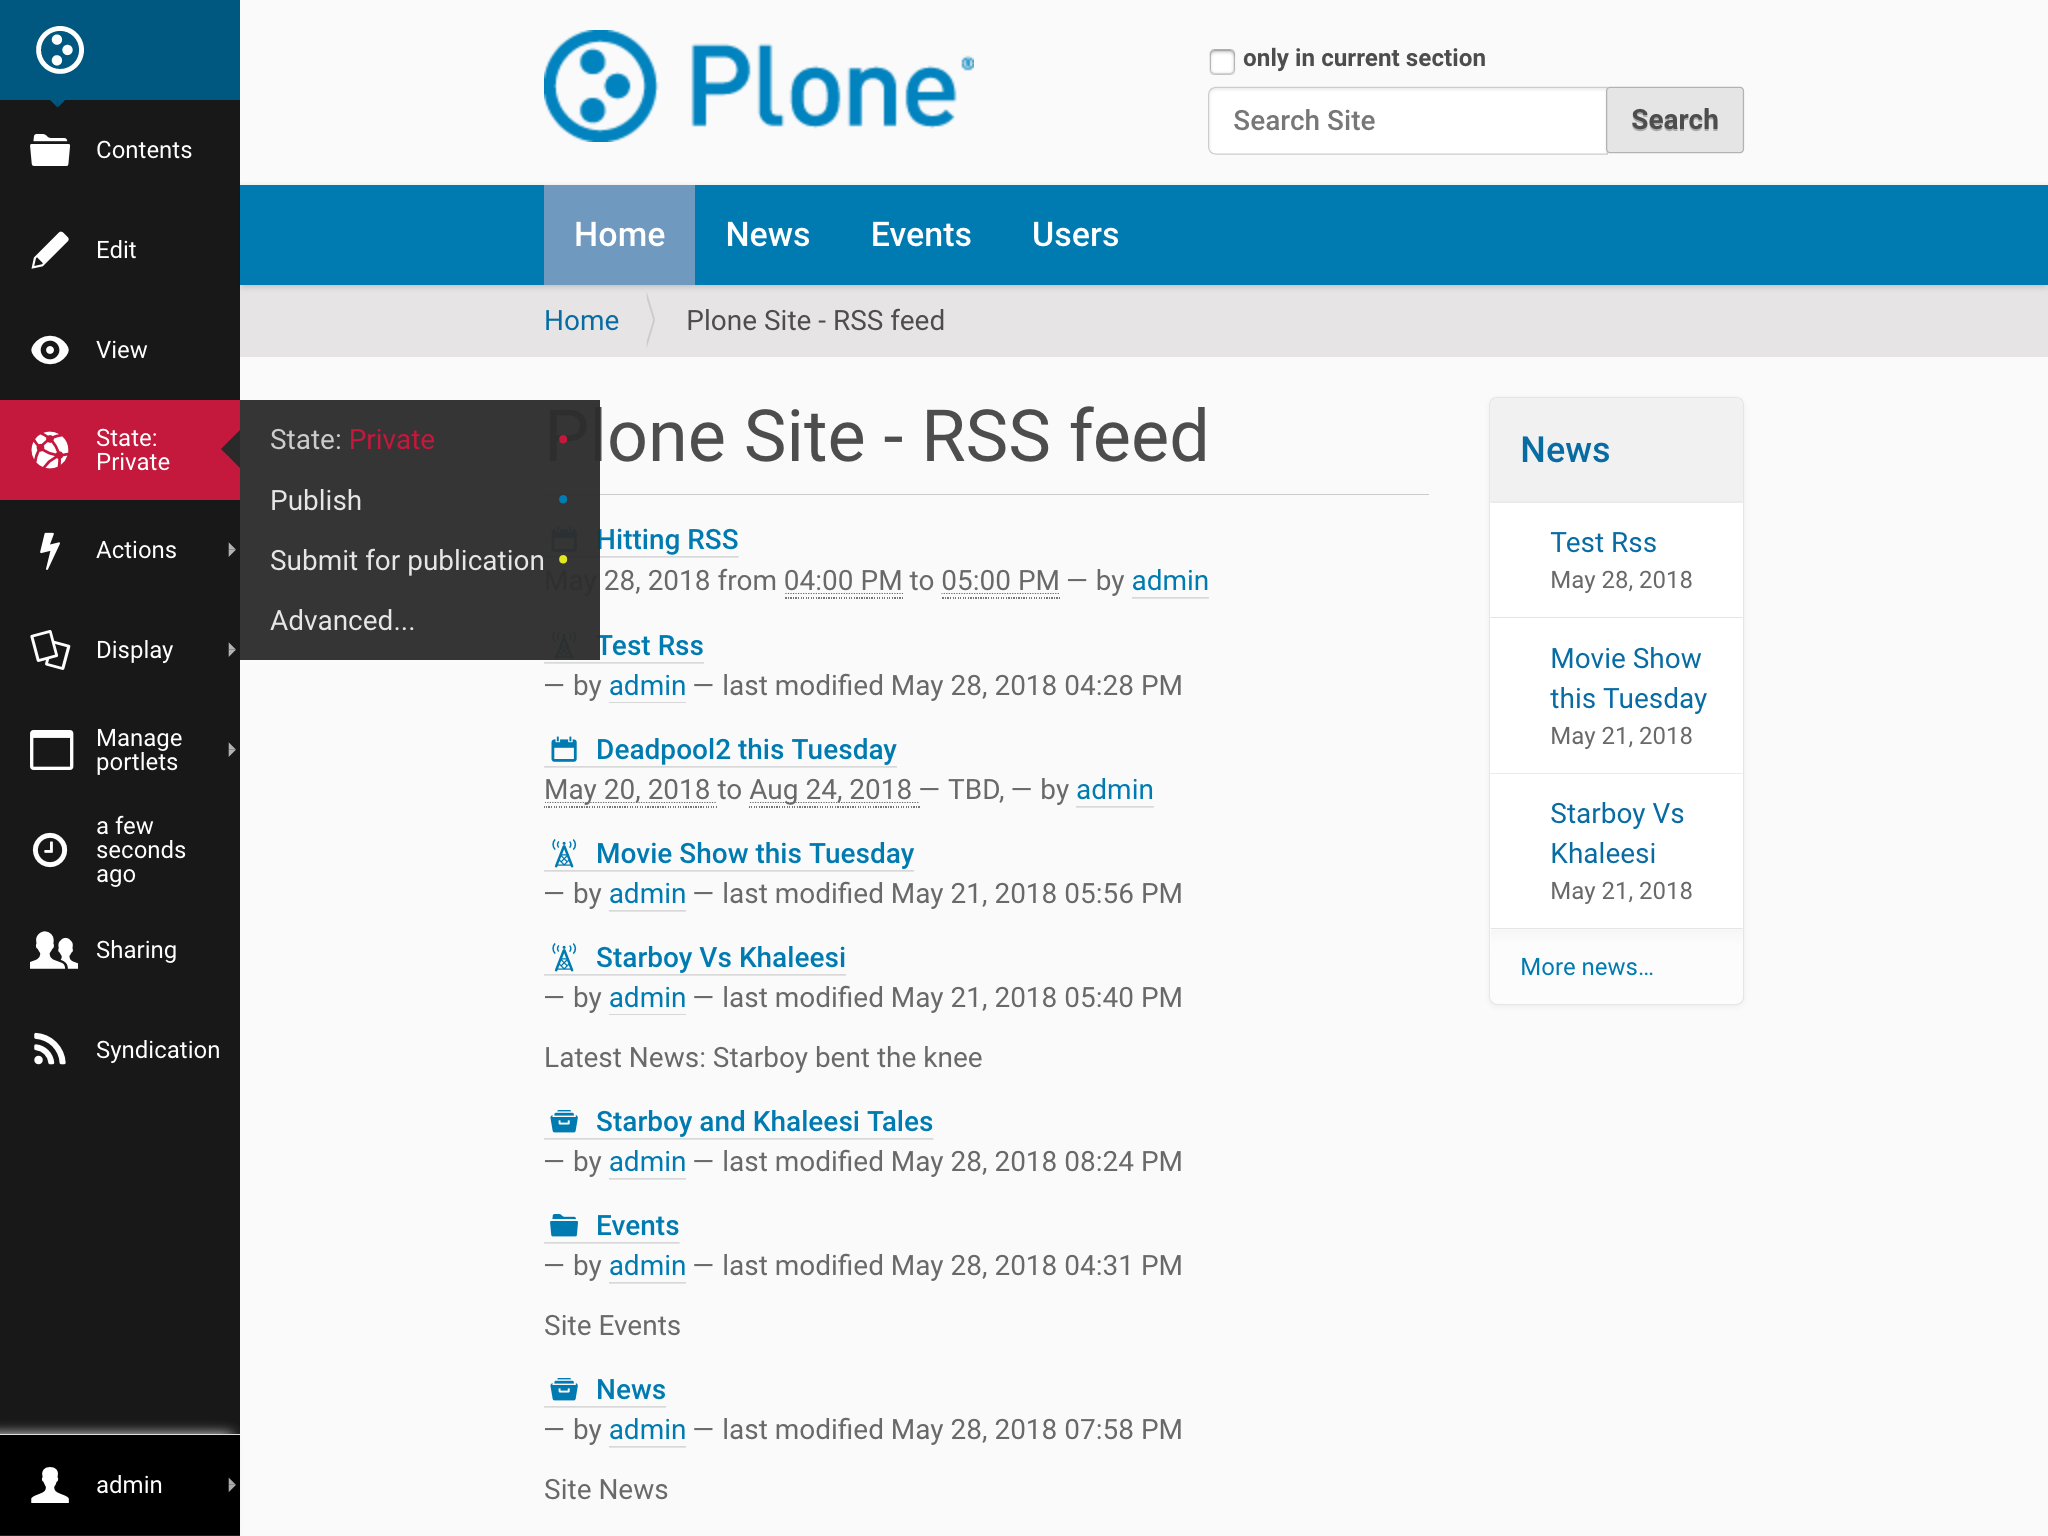 Contents
Edit
View
State:
Private
Actions
Display
Manage
portlets
a few
seconds
ago
Sharing
Syndication
admin
State: Private
Publish
Submit for publication
Advanced...
Plone®
only in current section
Search Site
Search
Home
News
Events
Users
Home
Plone Site - RSS feed
Plone Site - RSS feed
Hitting RSS
May 28, 2018 from 04:00 PM to 05:00 PM — by admin
Test Rss
— by admin — last modified May 28, 2018 04:28 PM
Deadpool2 this Tuesday
May 20, 2018 to Aug 24, 2018 — TBD, — by admin
Movie Show this Tuesday
— by admin — last modified May 21, 2018 05:56 PM
Starboy Vs Khaleesi
— by admin — last modified May 21, 2018 05:40 PM
Latest News: Starboy bent the knee
Starboy and Khaleesi Tales
— by admin — last modified May 28, 2018 08:24 PM
Events
— by admin — last modified May 28, 2018 04:31 PM
Site Events
News
— by admin — last modified May 28, 2018 07:58 PM
Site News
News
Test Rss
May 28, 2018
Movie Show
this Tuesday
May 21, 2018
Starboy Vs
Khaleesi
May 21, 2018
More news…